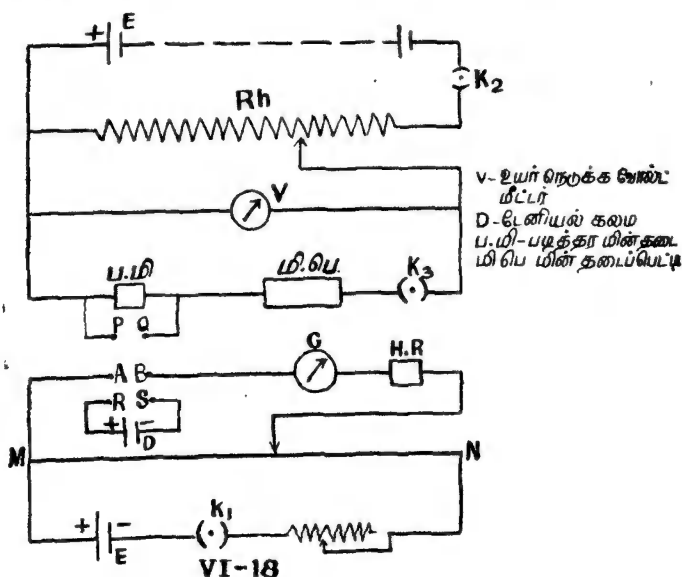 + E
K₂
Rh
V
V-உயர் நெடுக்க வோல்ட்
மீட்டர்
D-டேனியல் கலம
ப.மி-படித்தர மின்தடை
மி பெ மின் தடைப்பெட்டி
ப.மி
மி.பெ.
K₃
P Q
G
H.R
A B
R S
+ -
D
M
N
+ -
E
K₁
VI-18